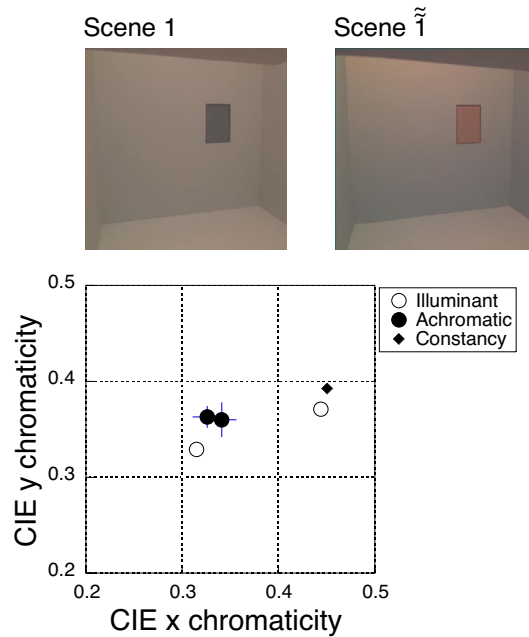 Scene 1
Scene 1̃̃
0.5
0.4
0.3
0.2
0.2 0.3 0.4 0.5
CIE y chromaticity
CIE x chromaticity
Illuminant
Achromatic
Constancy